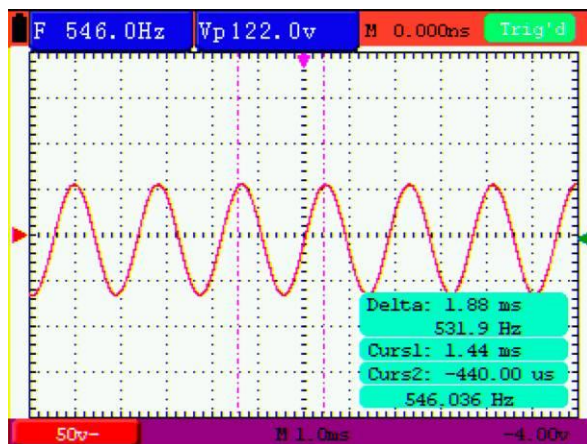 F 546.0Hz Vp122.0v M 0.000ns Trig'd
Delta: 1.88 ms
531.9 Hz
Curs1: 1.44 ms
Curs2: -440.00 us
546.036 Hz
50v- M 1.0ms -4.00v